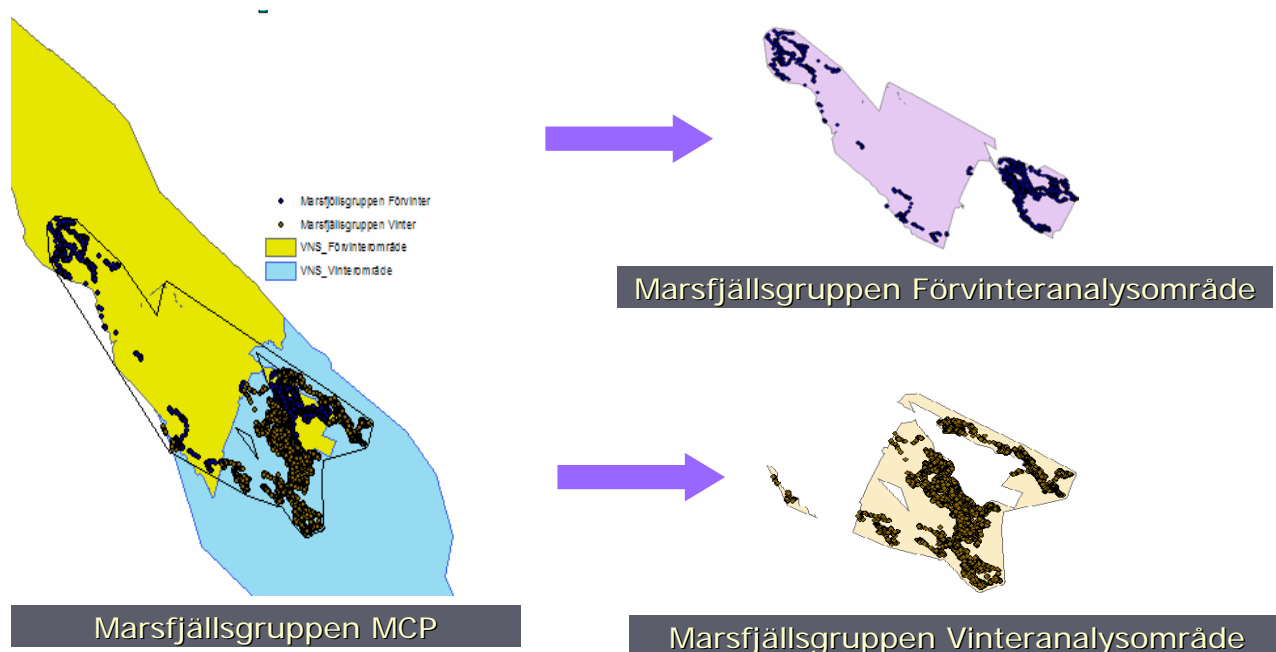 Marsfjällsgruppen Förvinter
Marsfjällsgruppen Vinter
VNS_Förvinterområde
VNS_Vinterområde
Marsfjällsgruppen Förvinteranalysområde
Marsfjällsgruppen MCP
Marsfjällsgruppen Vinteranalysområde